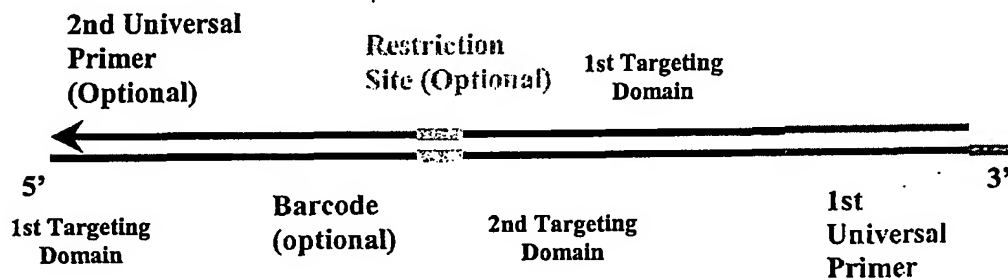 2nd Universal
Primer
(Optional)
Restriction
Site (Optional)
1st Targeting
Domain
5'
3'
1st Targeting
Domain
Barcode
(optional)
2nd Targeting
Domain
1st
Universal
Primer